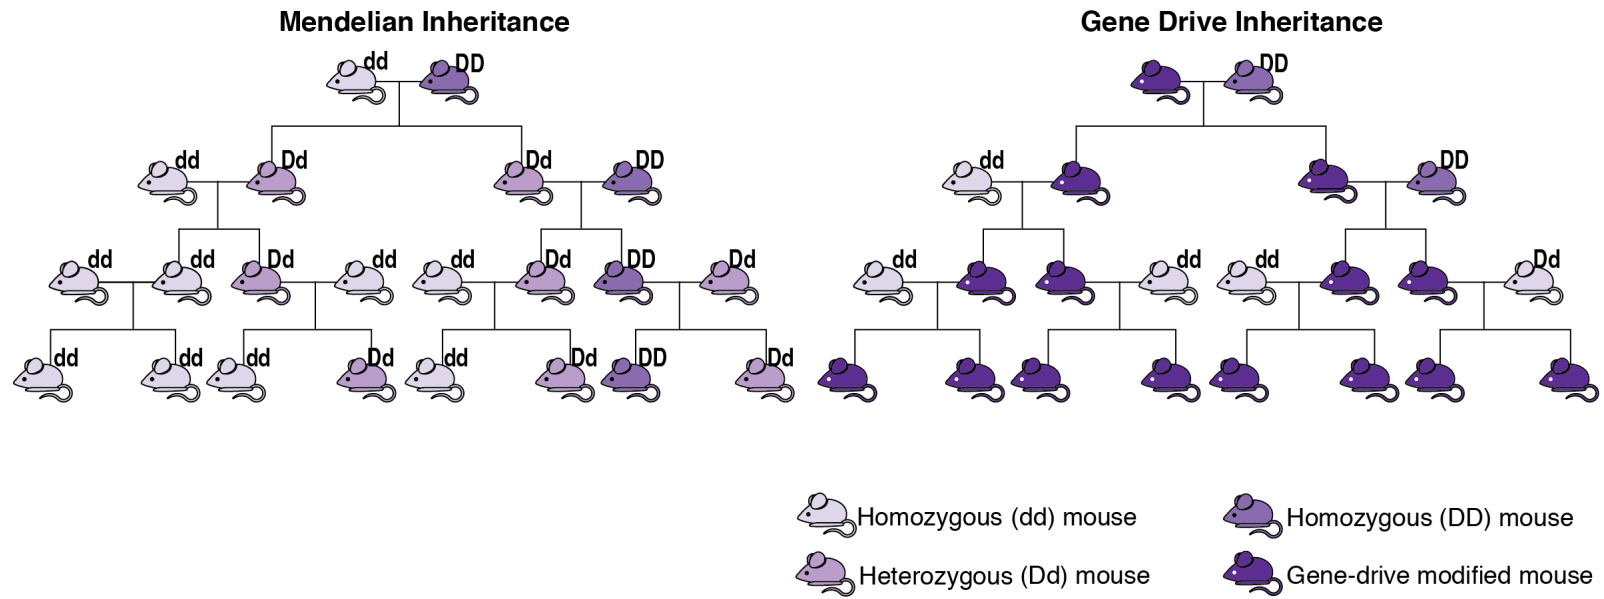 Mendelian Inheritance
Gene Drive Inheritance
dd DD
DD
dd Dd Dd DD
dd DD
dd dd Dd dd dd Dd DD Dd
dd dd dd Dd
dd dd dd Dd dd Dd DD Dd
Homozygous (dd) mouse
Homozygous (DD) mouse
Heterozygous (Dd) mouse
Gene-drive modified mouse